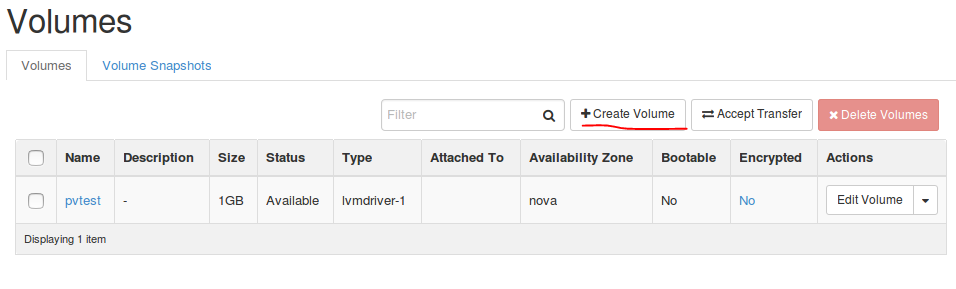 Volumes
Volumes Volume Snapshots
Filter Create Volume Accept Transfer Delete Volumes
Name Description Size Status Type Attached To Availability Zone Bootable Encrypted Actions
pvtest - 1GB Available lvmdriver-1 nova No No Edit Volume
Displaying 1 item